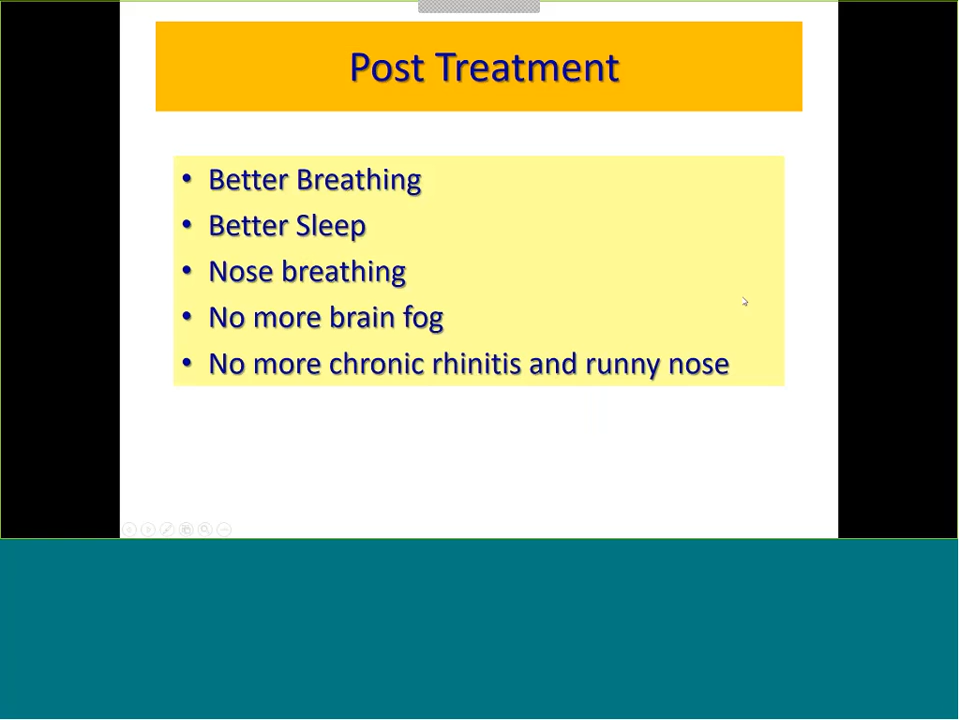 Post Treatment
• Better Breathing
• Better Sleep
• Nose breathing
• No more brain fog
• No more chronic rhinitis and runny nose